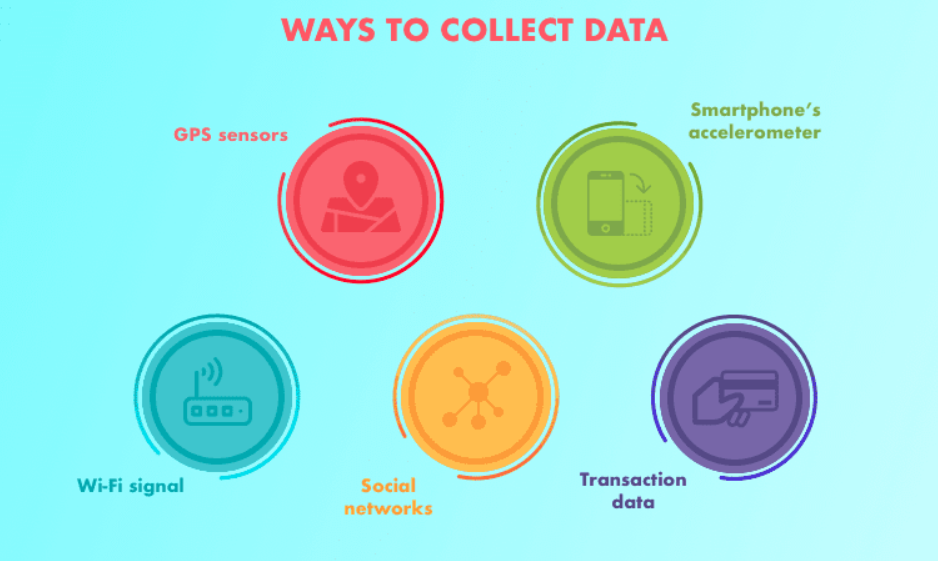 WAYS TO COLLECT DATA
GPS sensors
Smartphone's
accelerometer
Wi-Fi signal
Social
networks
Transaction
data